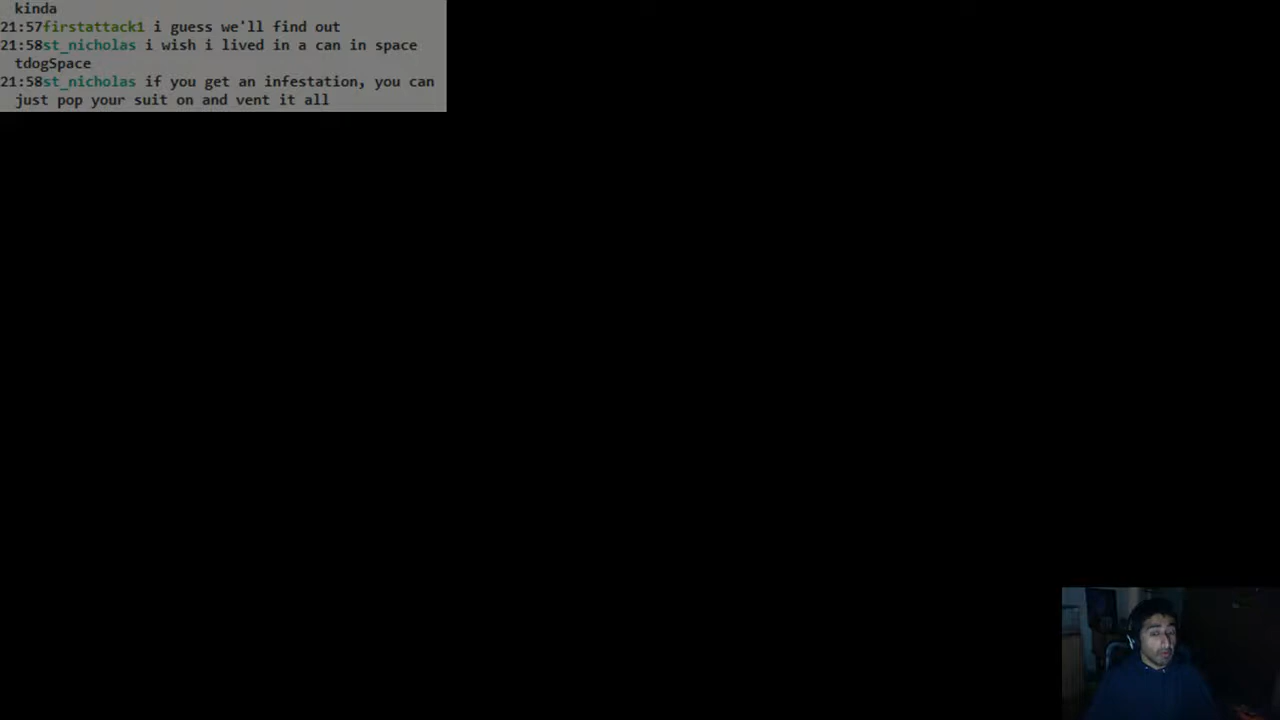 kinda
21:57firstattack1 i guess we'll find out
21:58st_nicholas i wish i lived in a can in space
tdogSpace
21:58st_nicholas if you get an infestation, you can
just pop your suit on and vent it all